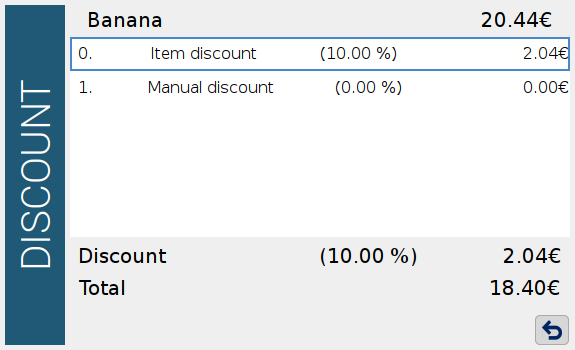 DISCOUNT
Banana 20.44€
0. Item discount (10.00 %) 2.04€
1. Manual discount (0.00 %) 0.00€
Discount (10.00 %) 2.04€
Total 18.40€